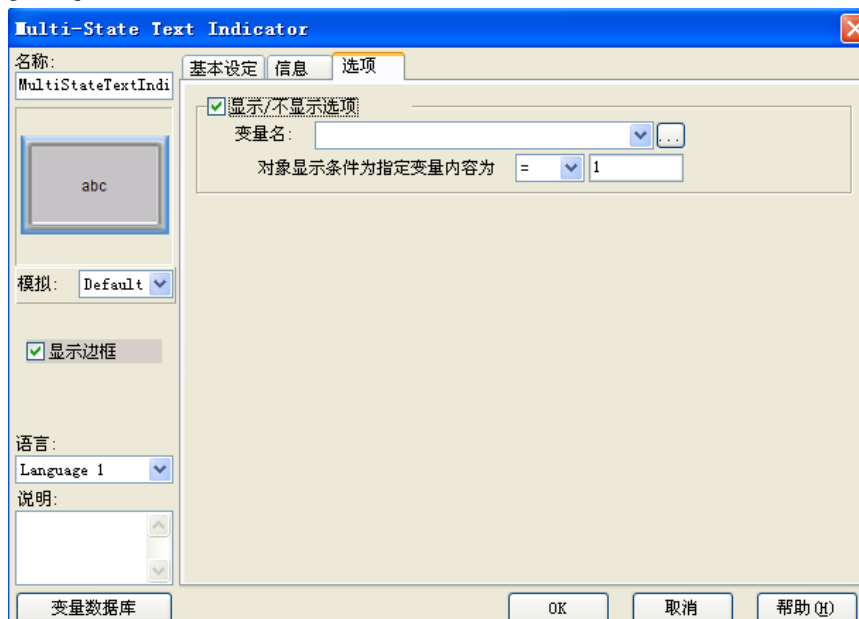 Multi-State Text Indicator
名称:
MultiStateTextIndi
abc
模拟: Default
显示边框
语言:
Language 1
说明:
变量数据库
基本设定 信息 选项
显示/不显示选项
变量名: ...
对象显示条件为指定变量内容为 = 1
OK 取消 帮助(H)